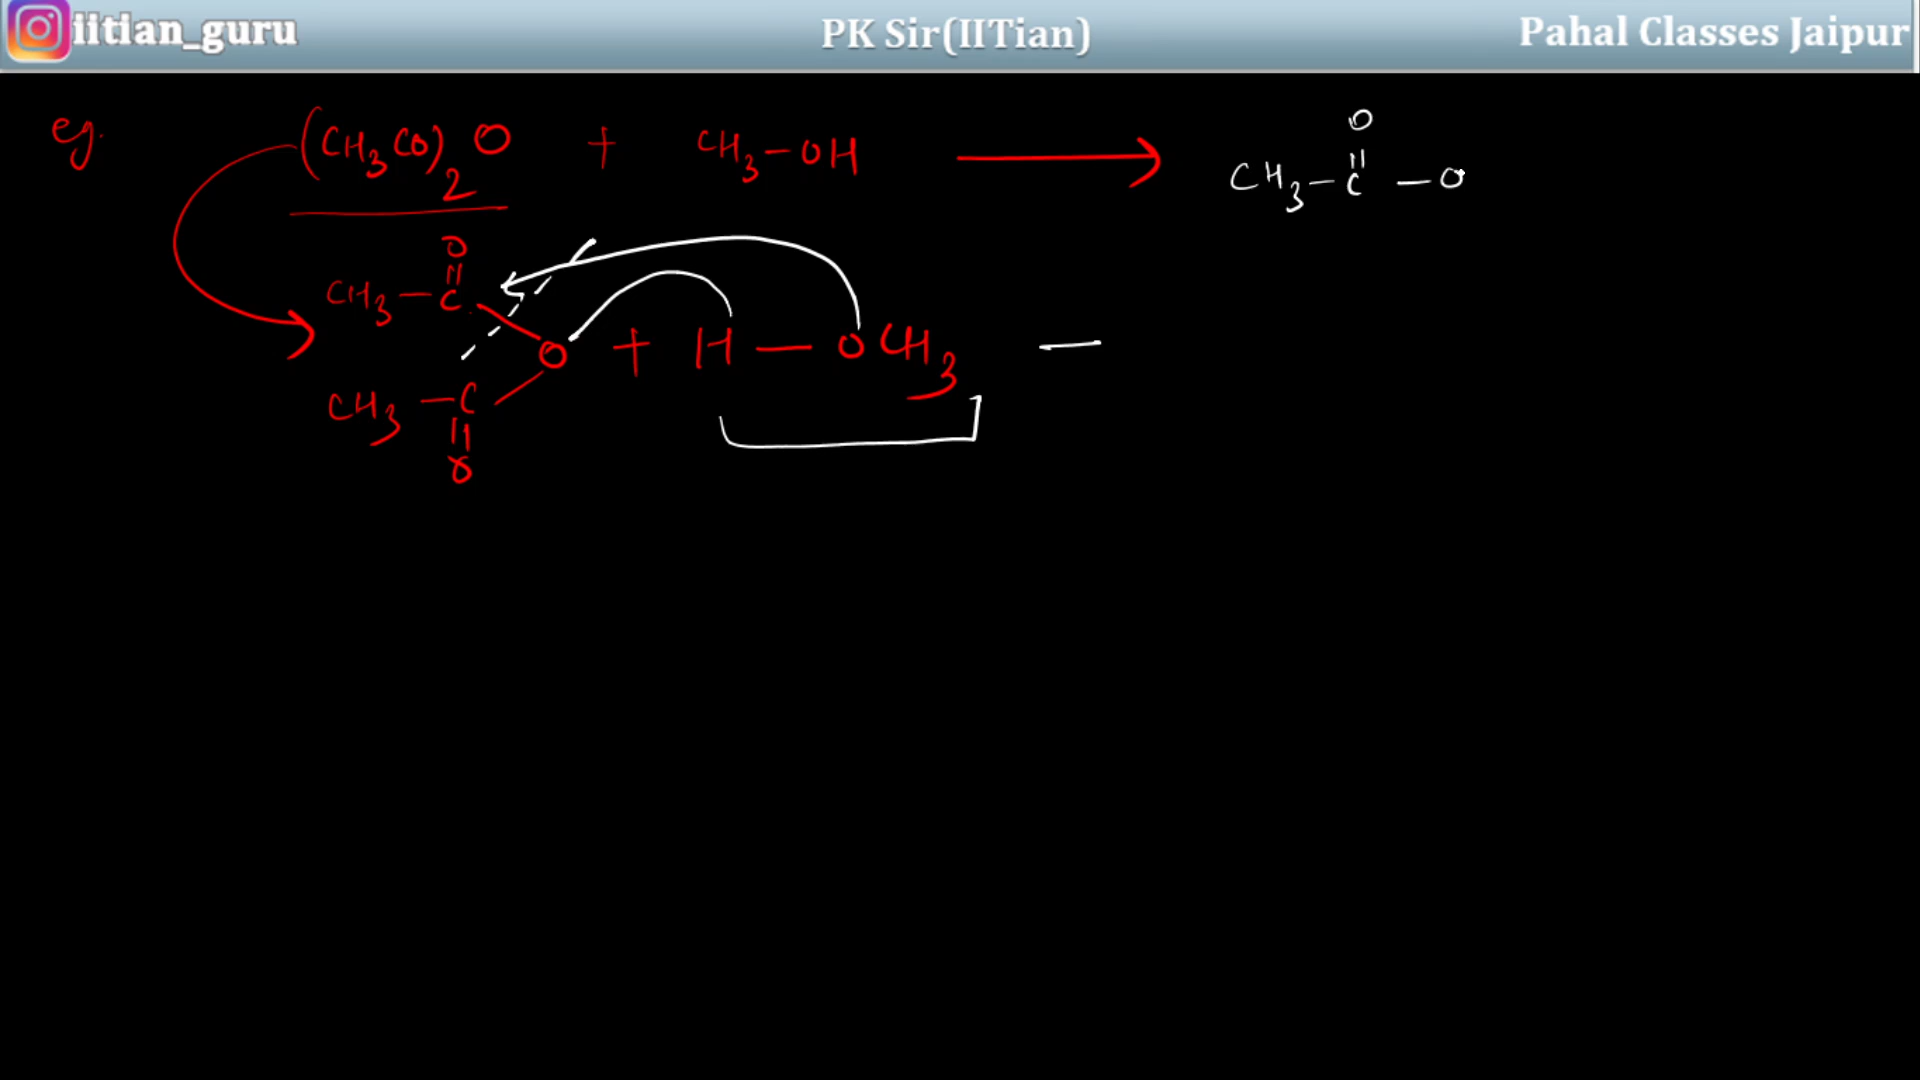 iitian_guru PK Sir(IITian) Pahal Classes Jaipur
eg. (CH3CO)2O + CH3-OH ⟶ CH3-C-O
O
||
O
||
CH3-C
O + H-OCH3 -
CH3-C
||
O